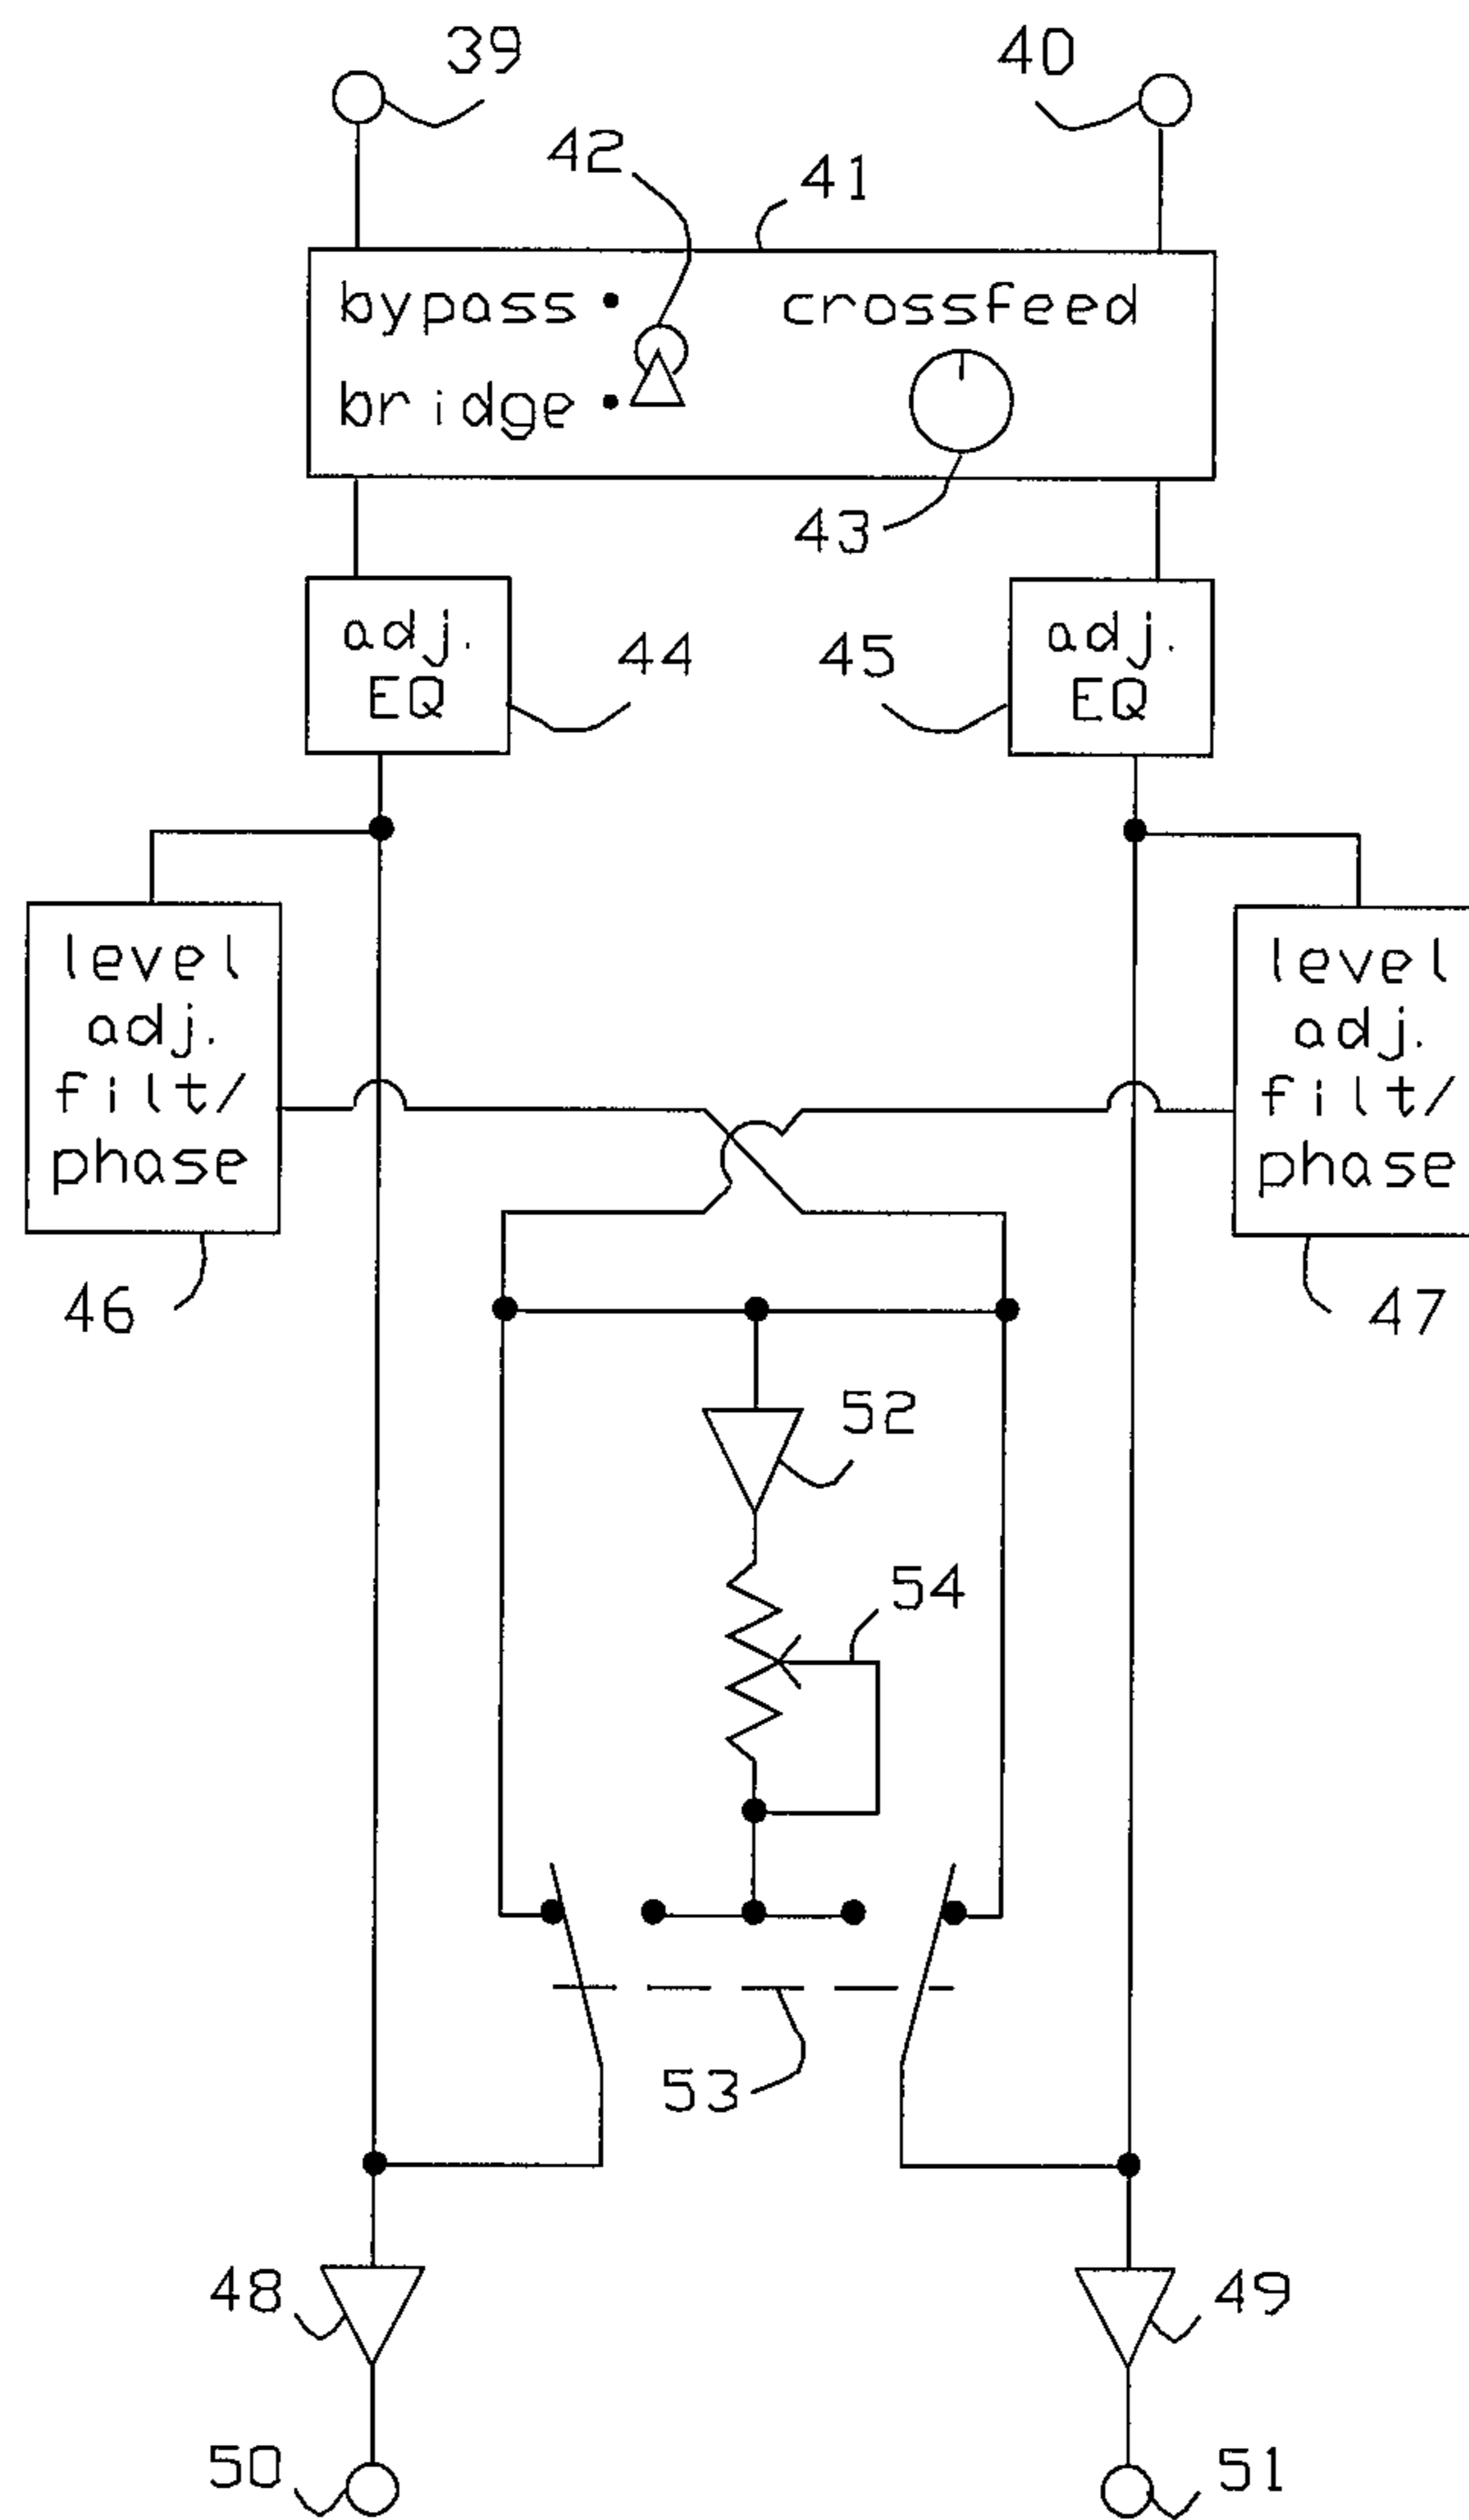 39
40
42
41
bypass
crossfeed
bridge
43
adj.
EQ
44
45
adj.
EQ
level
adj.
filt/
phase
level
adj.
filt/
phase
46
47
52
54
53
48
49
50
51